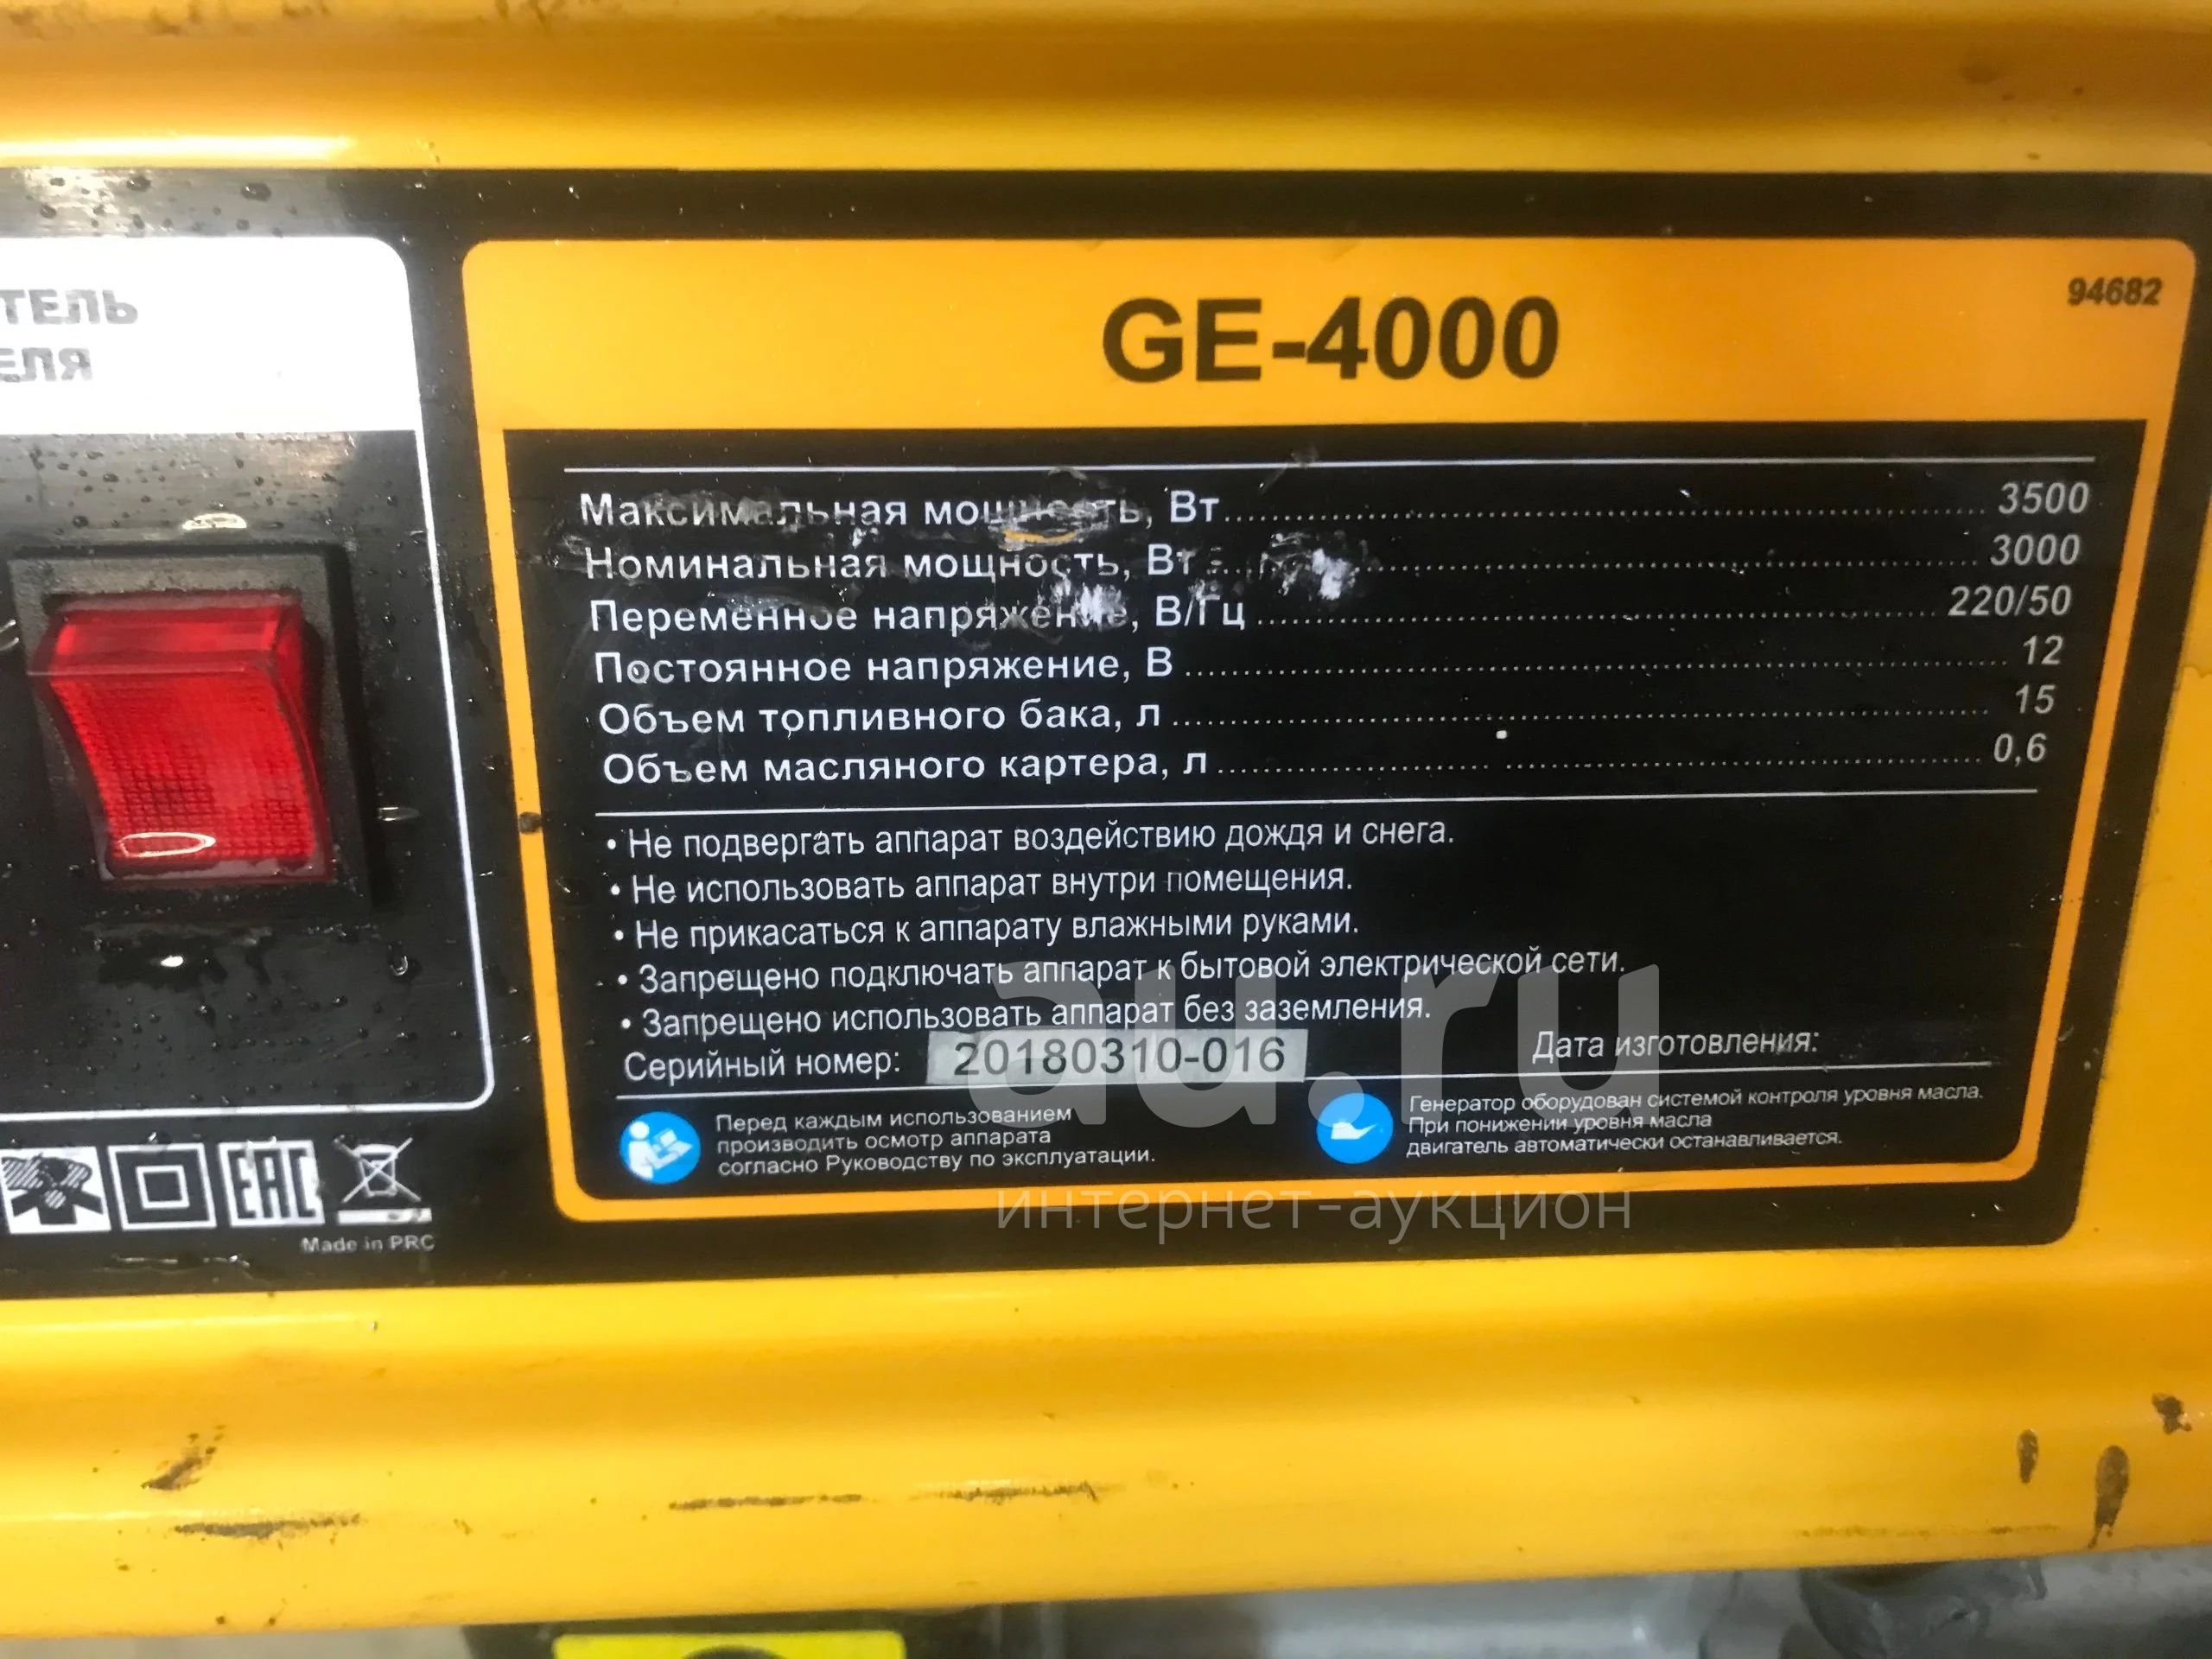 ТЕЛЬ
ЕЛЯ
GE-4000
94682
Максимальная мощность, Вт 3500
Номинальная мощность, Вт 3000
Переменное напряжение, В/Гц 220/50
Постоянное напряжение, В 12
Объем топливного бака, л 15
Объем масляного картера, л 0,6
• Не подвергать аппарат воздействию дождя и снега.
• Не использовать аппарат внутри помещения.
• Не прикасаться к аппарату влажными руками.
• Запрещено подключать аппарат к бытовой электрической сети.
• Запрещено использовать аппарат без заземления.
Серийный номер: 20180310-016 Дата изготовления:
Перед каждым использованием
производить осмотр аппарата
согласно Руководству по эксплуатации.
Генератор оборудован системой контроля уровня масла.
При понижении уровня масла
двигатель автоматически останавливается.
EAC
Made in PRC
au.ru
интернет-аукцион